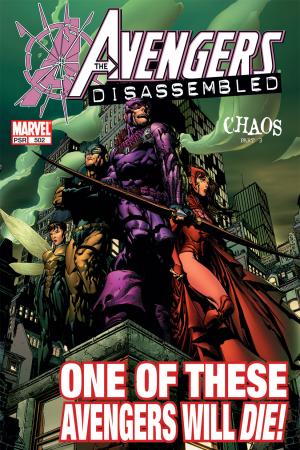 THE AVENGERS
DISASSEMBLED
CHAOS
PART 3
MARVEL
PSR 502
ONE OF THESE
AVENGERS WILL DIE!